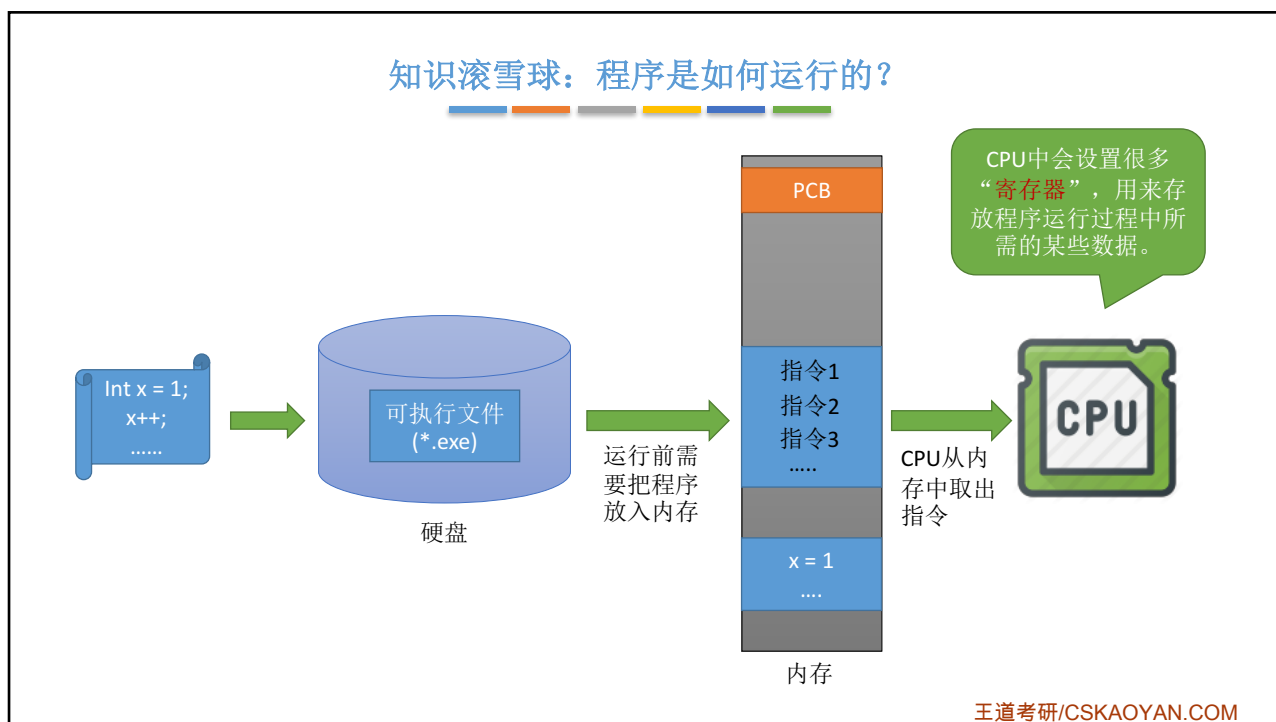 知识滚雪球：程序是如何运行的？
CPU中会设置很多
“寄存器”，用来存
放程序运行过程中所
需的某些数据。
Int x = 1;
x++;
……
可执行文件
(*.exe)
硬盘
运行前需
要把程序
放入内存
PCB
指令1
指令2
指令3
…..
x = 1
….
内存
CPU从内
存中取出
指令
CPU
王道考研/CSKAOYAN.COM